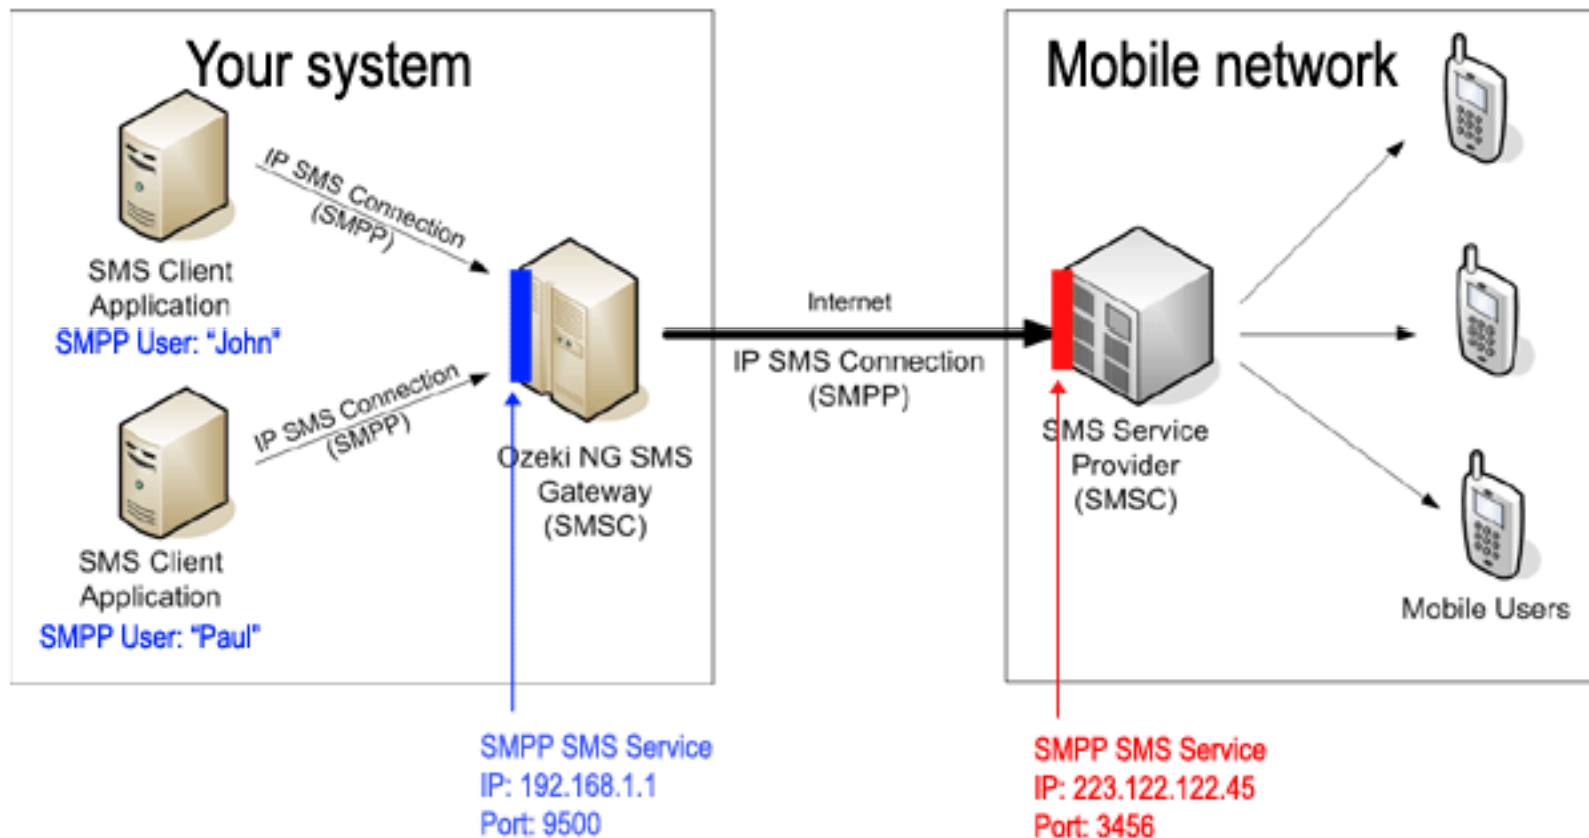 Your system
IP SMS Connection
(SMPP)
SMS Client
Application
SMPP User: “John”
IP SMS Connection
(SMPP)
SMS Client
Application
SMPP User: “Paul”
Ozeki NG SMS
Gateway
(SMSC)
SMPP SMS Service
IP: 192.168.1.1
Port: 9500
Internet
IP SMS Connection
(SMPP)
Mobile network
SMS Service
Provider
(SMSC)
Mobile Users
SMPP SMS Service
IP: 223.122.122.45
Port: 3456